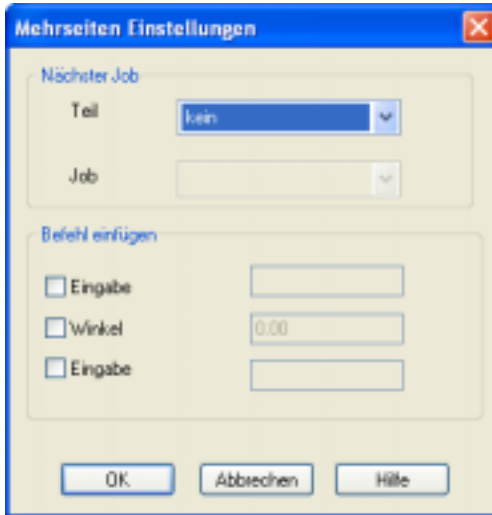 Mehrseiten Einstellungen
Nächster Job
Teil kein
Job
Befehl einfügen
Eingabe
Winkel 0.00
Eingabe
OK Abbrechen Hilfe